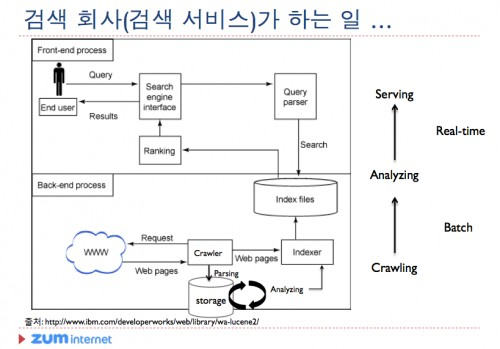 검색 회사(검색 서비스)가 하는 일 ...
Front-end process
Query
End user
Results
Search
engine
interface
Query
parser
Serving
Real-time
Ranking
Search
Analyzing
Back-end process
Index files
Batch
WWW
Request
Web pages
Crawler
Web pages
Indexer
Parsing
Crawling
storage
Analyzing
출처: http://www.ibm.com/developerworks/web/library/wa-lucene2/
zum internet